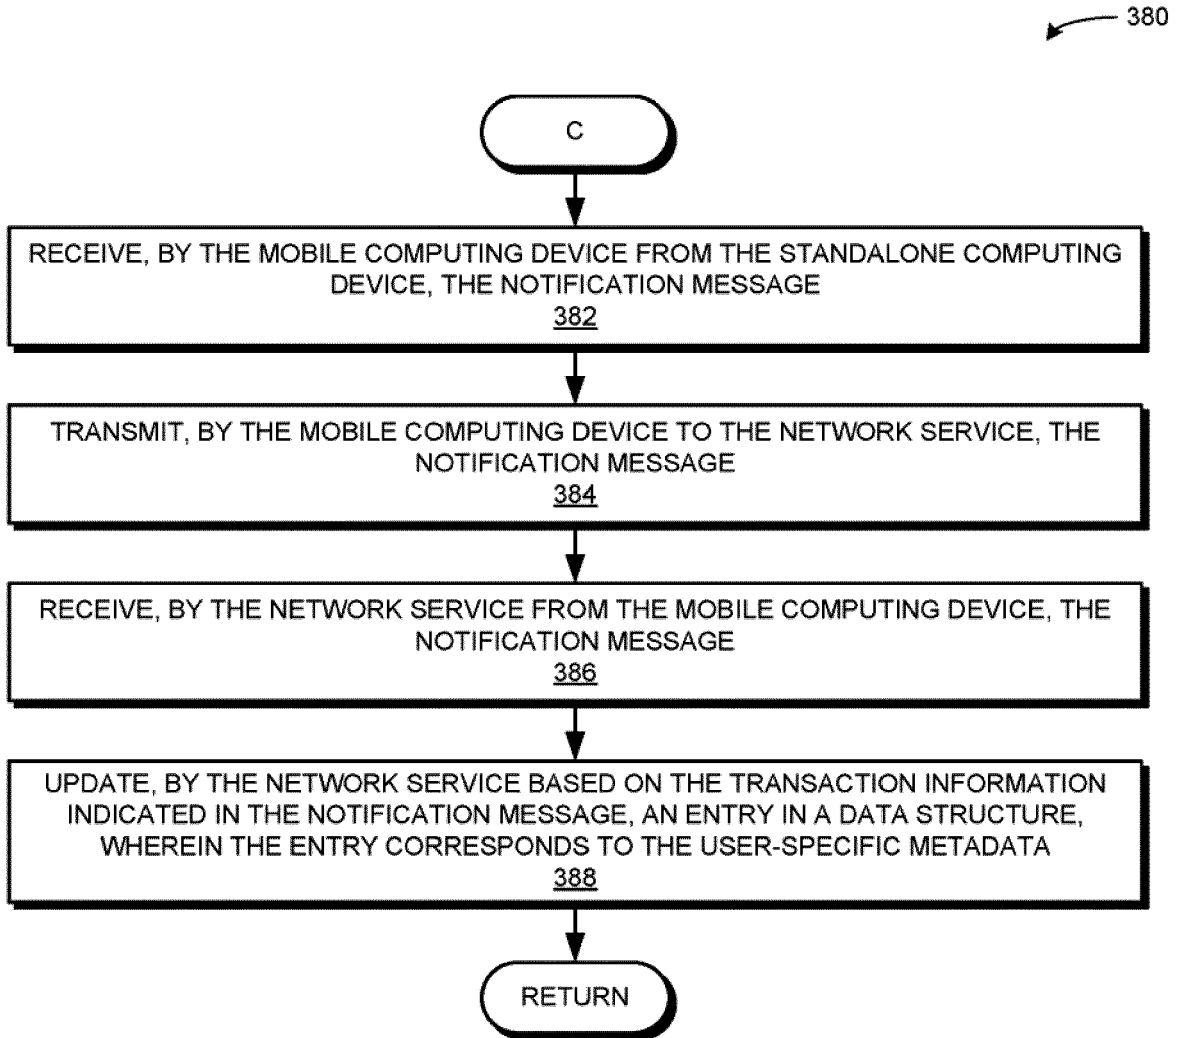 380
C
RECEIVE, BY THE MOBILE COMPUTING DEVICE FROM THE STANDALONE COMPUTING
DEVICE, THE NOTIFICATION MESSAGE
382
TRANSMIT, BY THE MOBILE COMPUTING DEVICE TO THE NETWORK SERVICE, THE
NOTIFICATION MESSAGE
384
RECEIVE, BY THE NETWORK SERVICE FROM THE MOBILE COMPUTING DEVICE, THE
NOTIFICATION MESSAGE
386
UPDATE, BY THE NETWORK SERVICE BASED ON THE TRANSACTION INFORMATION
INDICATED IN THE NOTIFICATION MESSAGE, AN ENTRY IN A DATA STRUCTURE,
WHEREIN THE ENTRY CORRESPONDS TO THE USER-SPECIFIC METADATA
388
RETURN